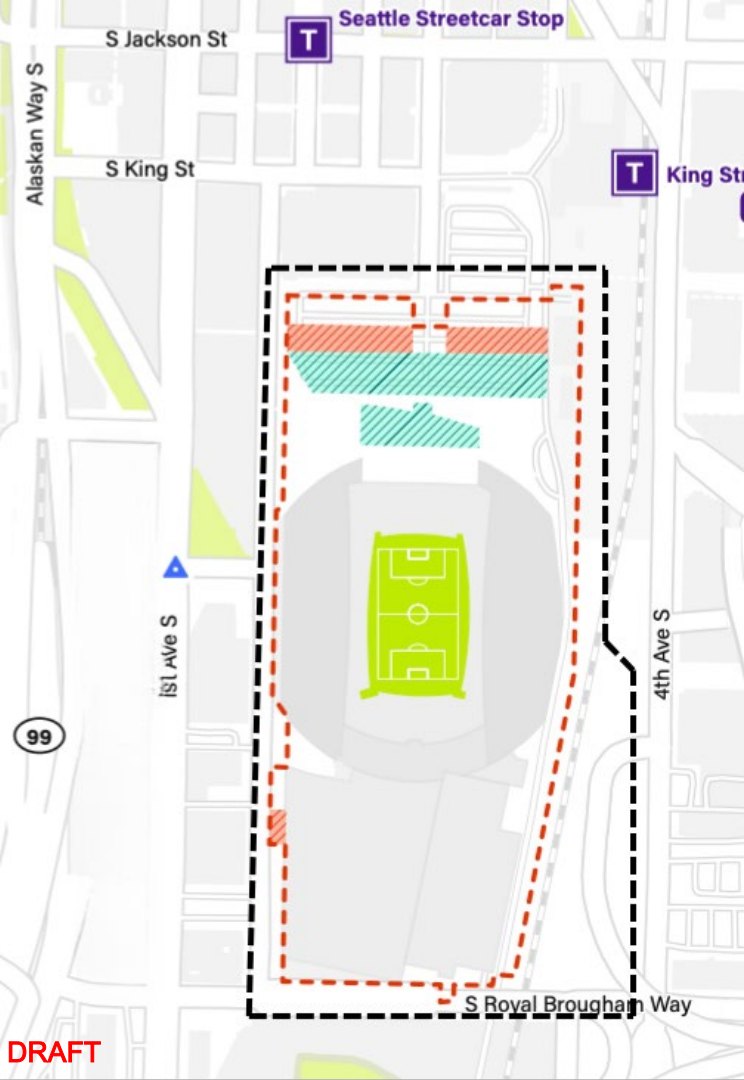 Seattle Streetcar Stop
T
S Jackson St
Alaskan Way S
S King St
T
King Str
1st Ave S
4th Ave S
99
S Royal Brougham Way
DRAFT